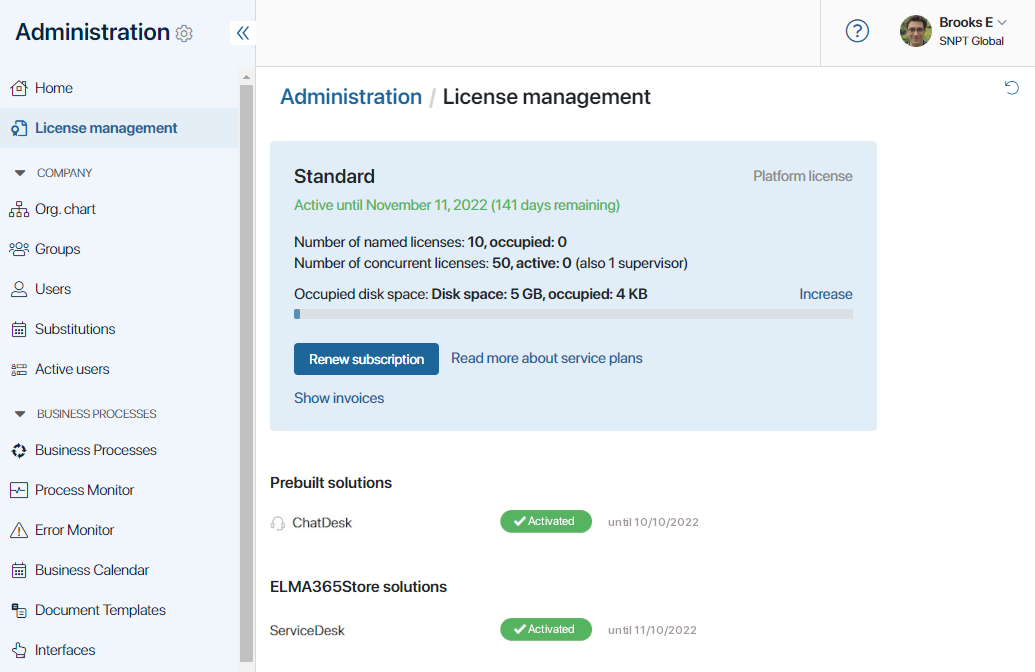 Administration
Home
License management
COMPANY
Org. chart
Groups
Users
Substitutions
Active users
BUSINESS PROCESSES
Business Processes
Process Monitor
Error Monitor
Business Calendar
Document Templates
Interfaces
?
Brooks E
SNPT Global
Administration / License management
Standard
Platform license
Active until November 11, 2022 (141 days remaining)
Number of named licenses: 10, occupied: 0
Number of concurrent licenses: 50, active: 0 (also 1 supervisor)
Occupied disk space: Disk space: 5 GB, occupied: 4 KB
Increase
Renew subscription
Read more about service plans
Show invoices
Prebuilt solutions
ChatDesk
Activated
until 10/10/2022
ELMA365Store solutions
ServiceDesk
Activated
until 11/10/2022